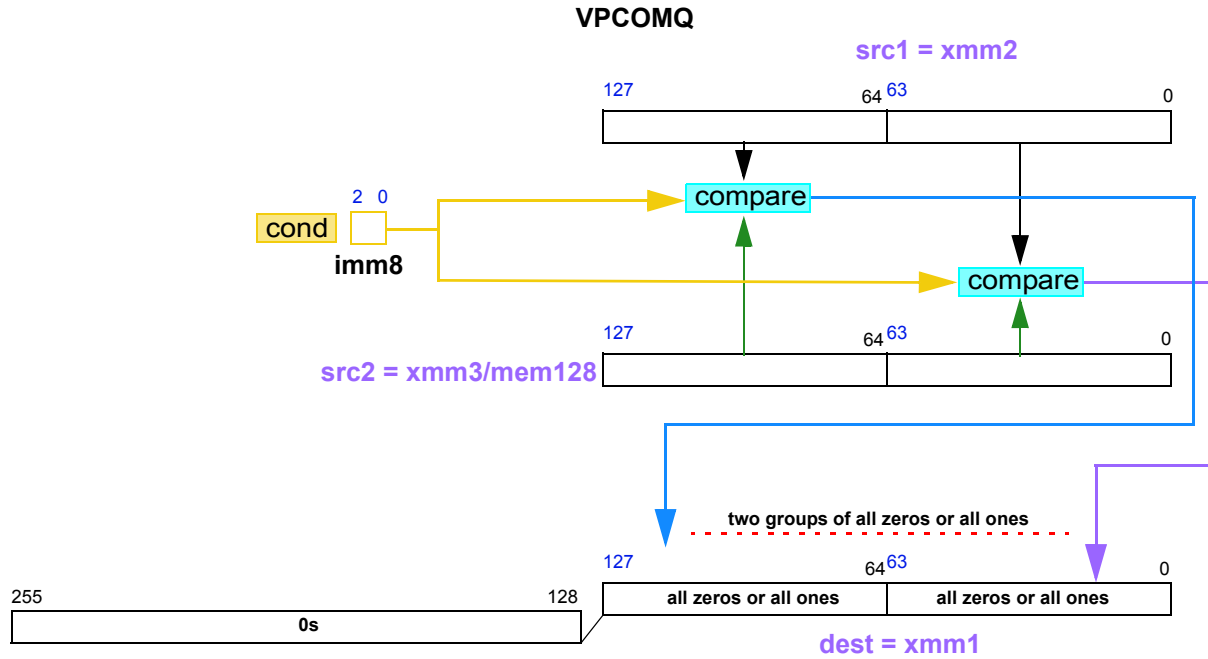 VPCOMQ
src1 = xmm2
127 64 63 0
compare
2 0
cond
imm8
compare
127 64 63 0
src2 = xmm3/mem128
two groups of all zeros or all ones
127 64 63 0
255 128
all zeros or all ones all zeros or all ones
0s
dest = xmm1